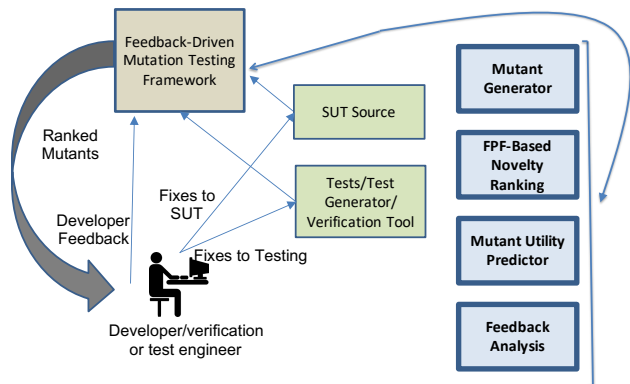 Feedback-Driven
Mutation Testing
Framework
Ranked
Mutants
SUT Source
Tests/Test
Generator/
Verification Tool
Fixes to
SUT
Developer
Feedback
Fixes to Testing
Developer/verification
or test engineer
Mutant
Generator
FPF-Based
Novelty
Ranking
Mutant Utility
Predictor
Feedback
Analysis